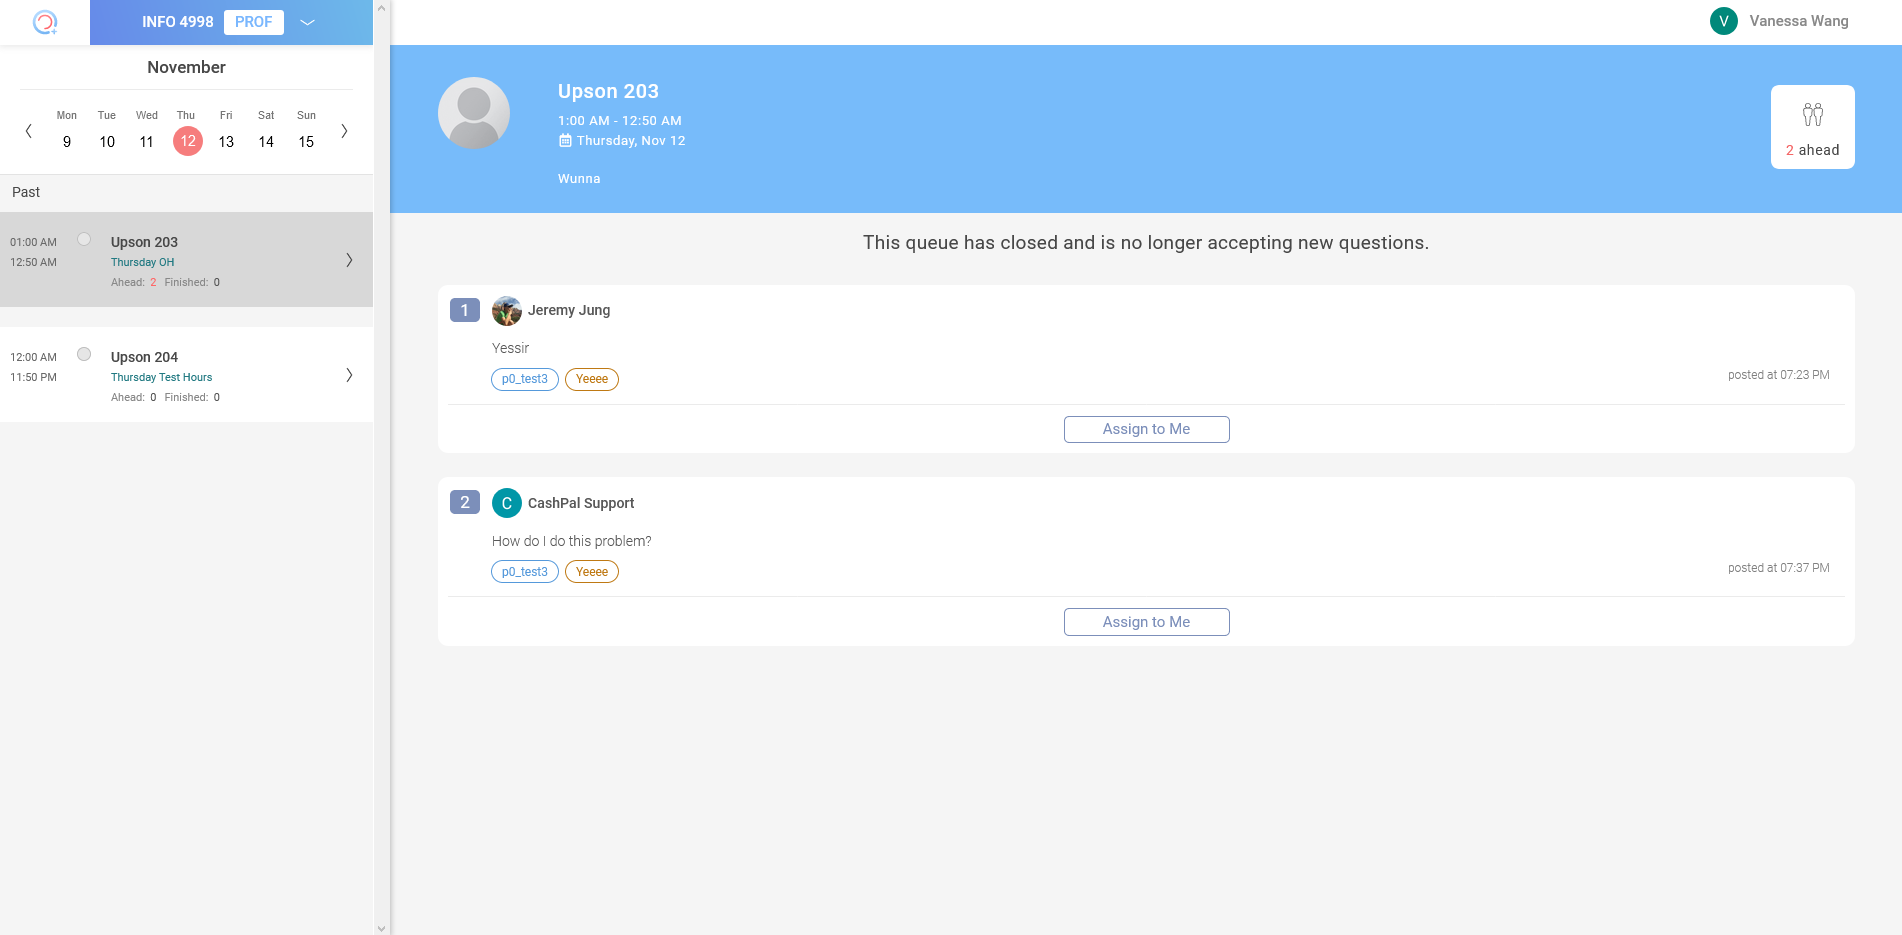 INFO 4998 PROF
Vanessa Wang
V
November
Mon Tue Wed Thu Fri Sat Sun
9 10 11 12 13 14 15
Past
01:00 AM
12:50 AM
Upson 203
Thursday OH
Ahead: 2 Finished: 0
12:00 AM
11:50 PM
Upson 204
Thursday Test Hours
Ahead: 0 Finished: 0
Upson 203
1:00 AM - 12:50 AM
Thursday, Nov 12
Wunna
2 ahead
This queue has closed and is no longer accepting new questions.
1 Jeremy Jung
Yessir
p0_test3 Yeeee
posted at 07:23 PM
Assign to Me
2 C CashPal Support
How do I do this problem?
p0_test3 Yeeee
posted at 07:37 PM
Assign to Me